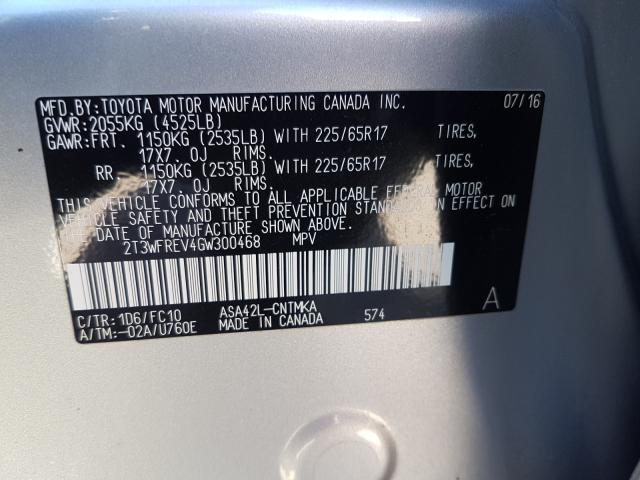 MFD.BY:TOYOTA MOTOR MANUFACTURING CANADA INC. 07/16
GVWR:2055KG (4525LB)
GAWR:FRT. 1150KG (2535LB) WITH 225/65R17 TIRES,
17X7. 0J RIMS.
RR. 1150KG (2535LB) WITH 225/65R17 TIRES,
17X7. 0J RIMS.
THIS VEHICLE CONFORMS TO ALL APPLICABLE FEDERAL MOTOR
VEHICLE SAFETY AND THEFT PREVENTION STANDARDS IN EFFECT ON
THE DATE OF MANUFACTURE SHOWN ABOVE.
2T3WFREV4GW300468 MPV
C/TR:1D6/FC10 ASA42L-CNTMKA 574 A
A/TM:-02A/U760E MADE IN CANADA